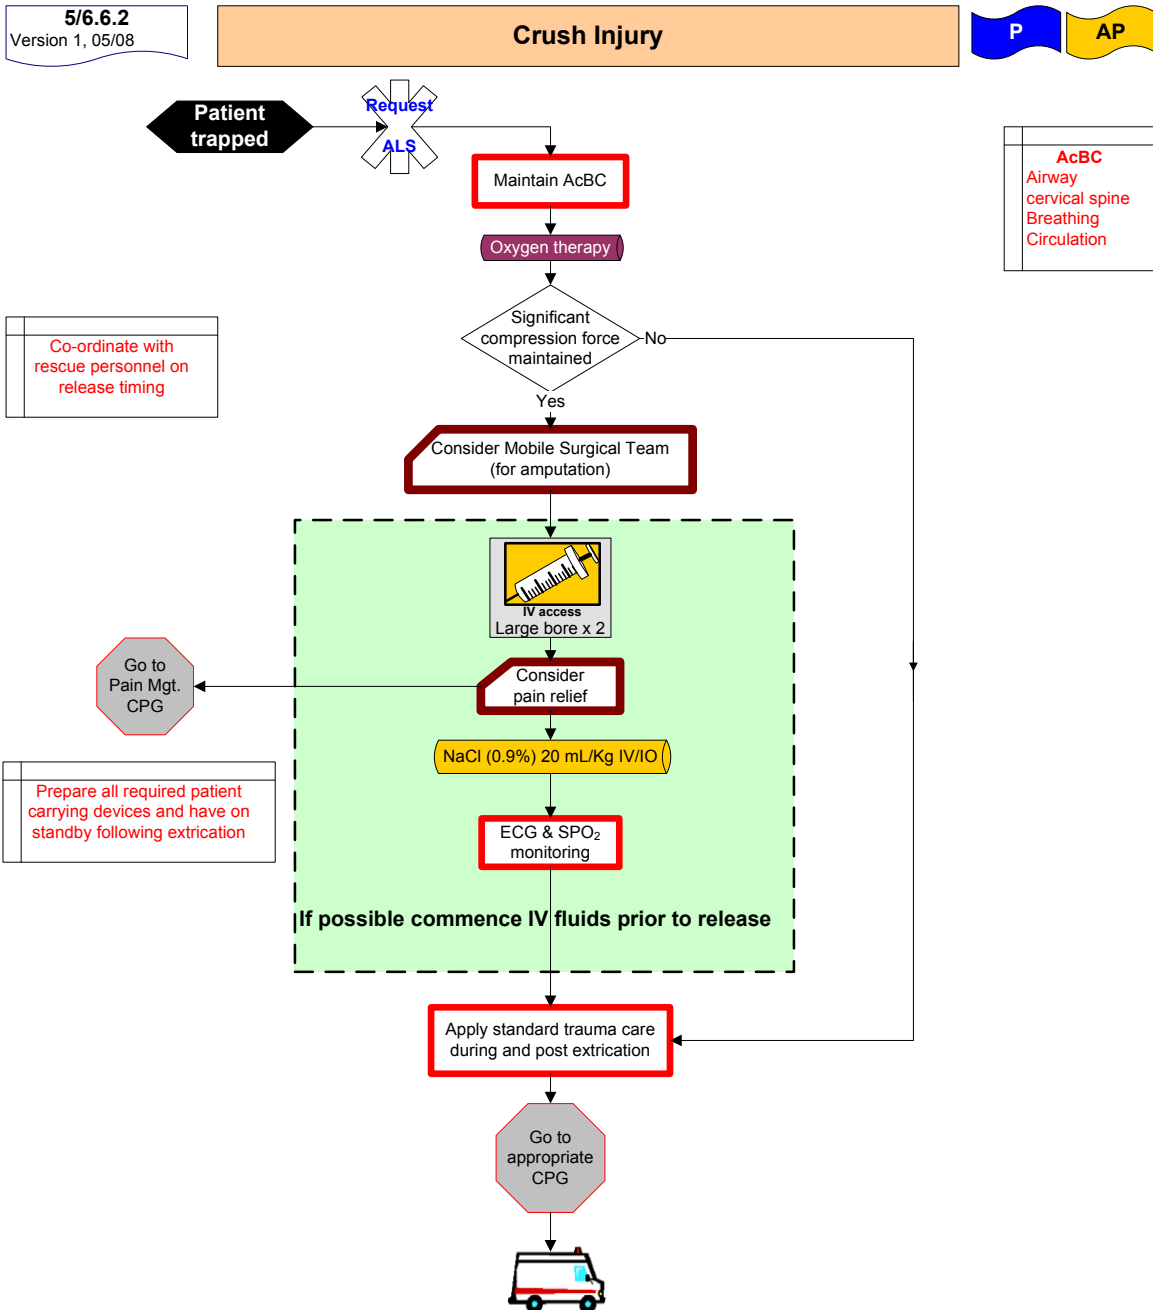 5/6.6.2
Version 1, 05/08
Crush Injury
P
AP
Patient
trapped
Request
ALS
Maintain AcBC
AcBC
Airway
cervical spine
Breathing
Circulation
Oxygen therapy
Significant
compression force
maintained
No
Yes
Co-ordinate with
rescue personnel on
release timing
Consider Mobile Surgical Team
(for amputation)
IV access
Large bore x 2
Consider
pain relief
Go to
Pain Mgt.
CPG
NaCl (0.9%) 20 mL/Kg IV/IO
Prepare all required patient
carrying devices and have on
standby following extrication
ECG & SPO₂
monitoring
If possible commence IV fluids prior to release
Apply standard trauma care
during and post extrication
Go to
appropriate
CPG